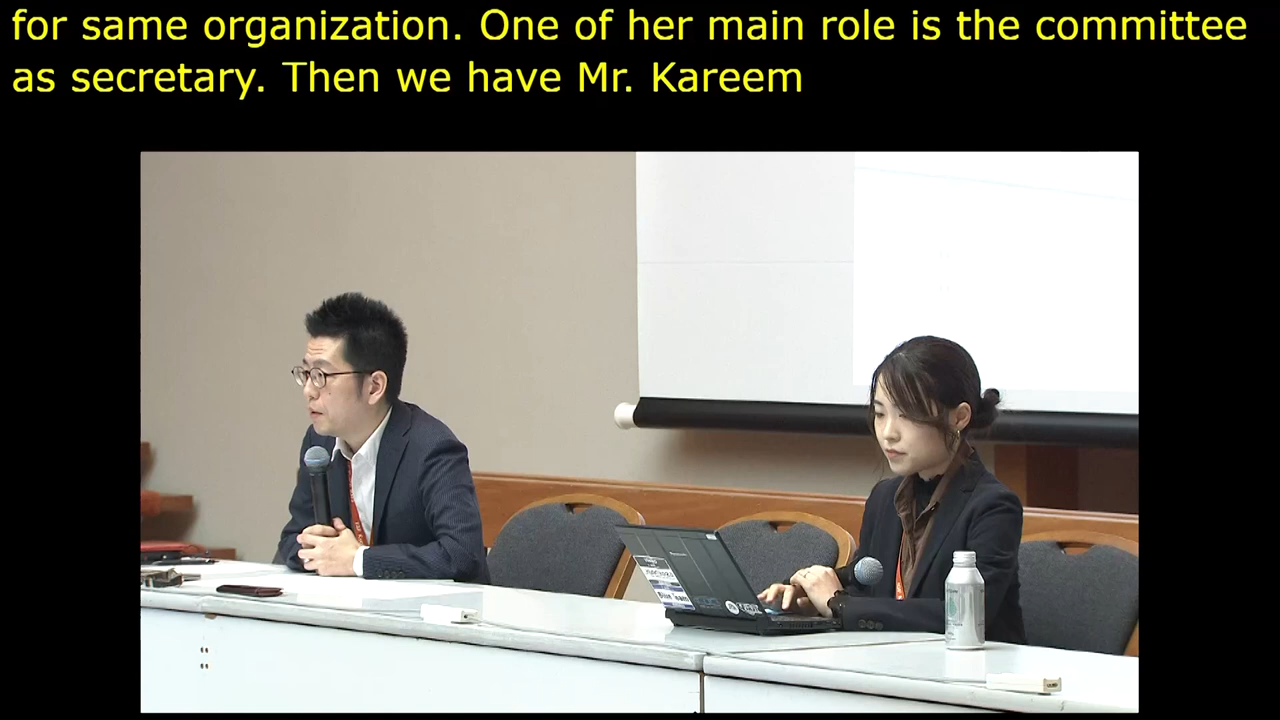 for same organization. One of her main role is the committee
as secretary. Then we have Mr. Kareem